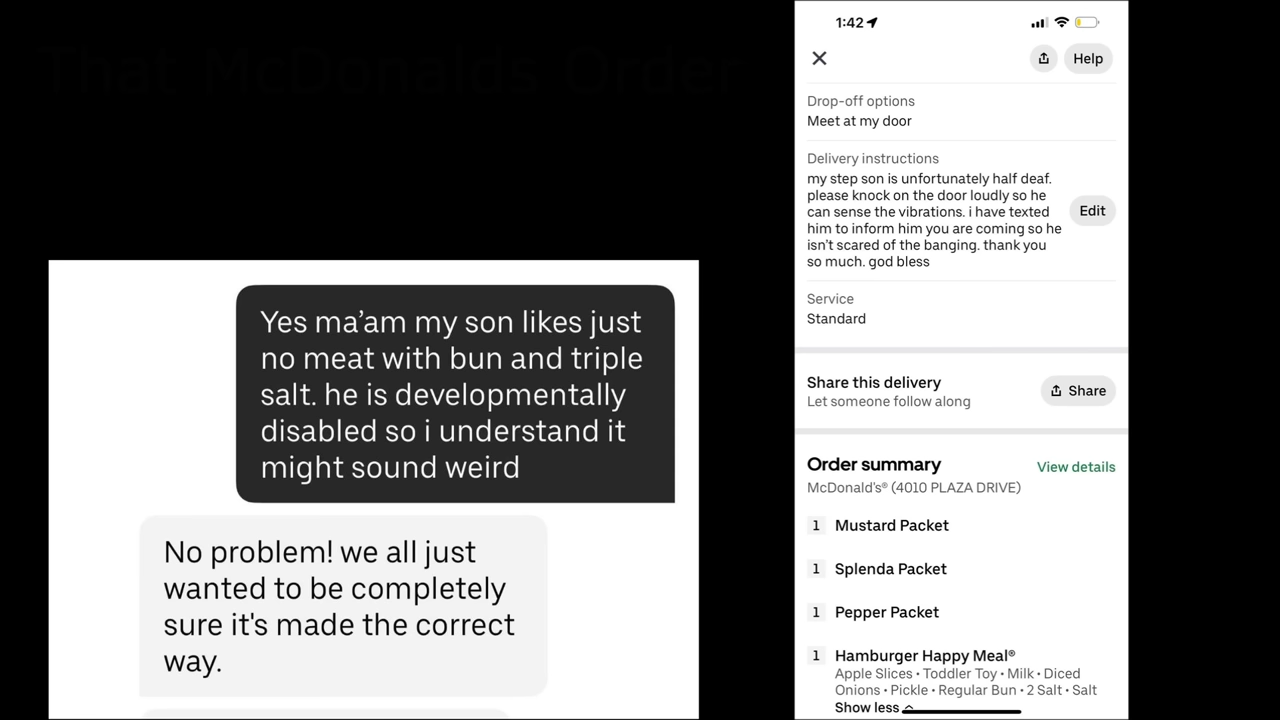 That McDonalds Order
Yes ma’am my son likes just
no meat with bun and triple
salt. he is developmentally
disabled so i understand it
might sound weird
No problem! we all just
wanted to be completely
sure it's made the correct
way.
1:42
Help
Drop-off options
Meet at my door
Delivery instructions
my step son is unfortunately half deaf.
please knock on the door loudly so he
can sense the vibrations. i have texted
him to inform him you are coming so he
isn’t scared of the banging. thank you
so much. god bless
Edit
Service
Standard
Share this delivery
Let someone follow along
Share
Order summary
View details
McDonald's® (4010 PLAZA DRIVE)
1 Mustard Packet
1 Splenda Packet
1 Pepper Packet
1 Hamburger Happy Meal®
Apple Slices • Toddler Toy • Milk • Diced
Onions • Pickle • Regular Bun • 2 Salt • Salt
Show less